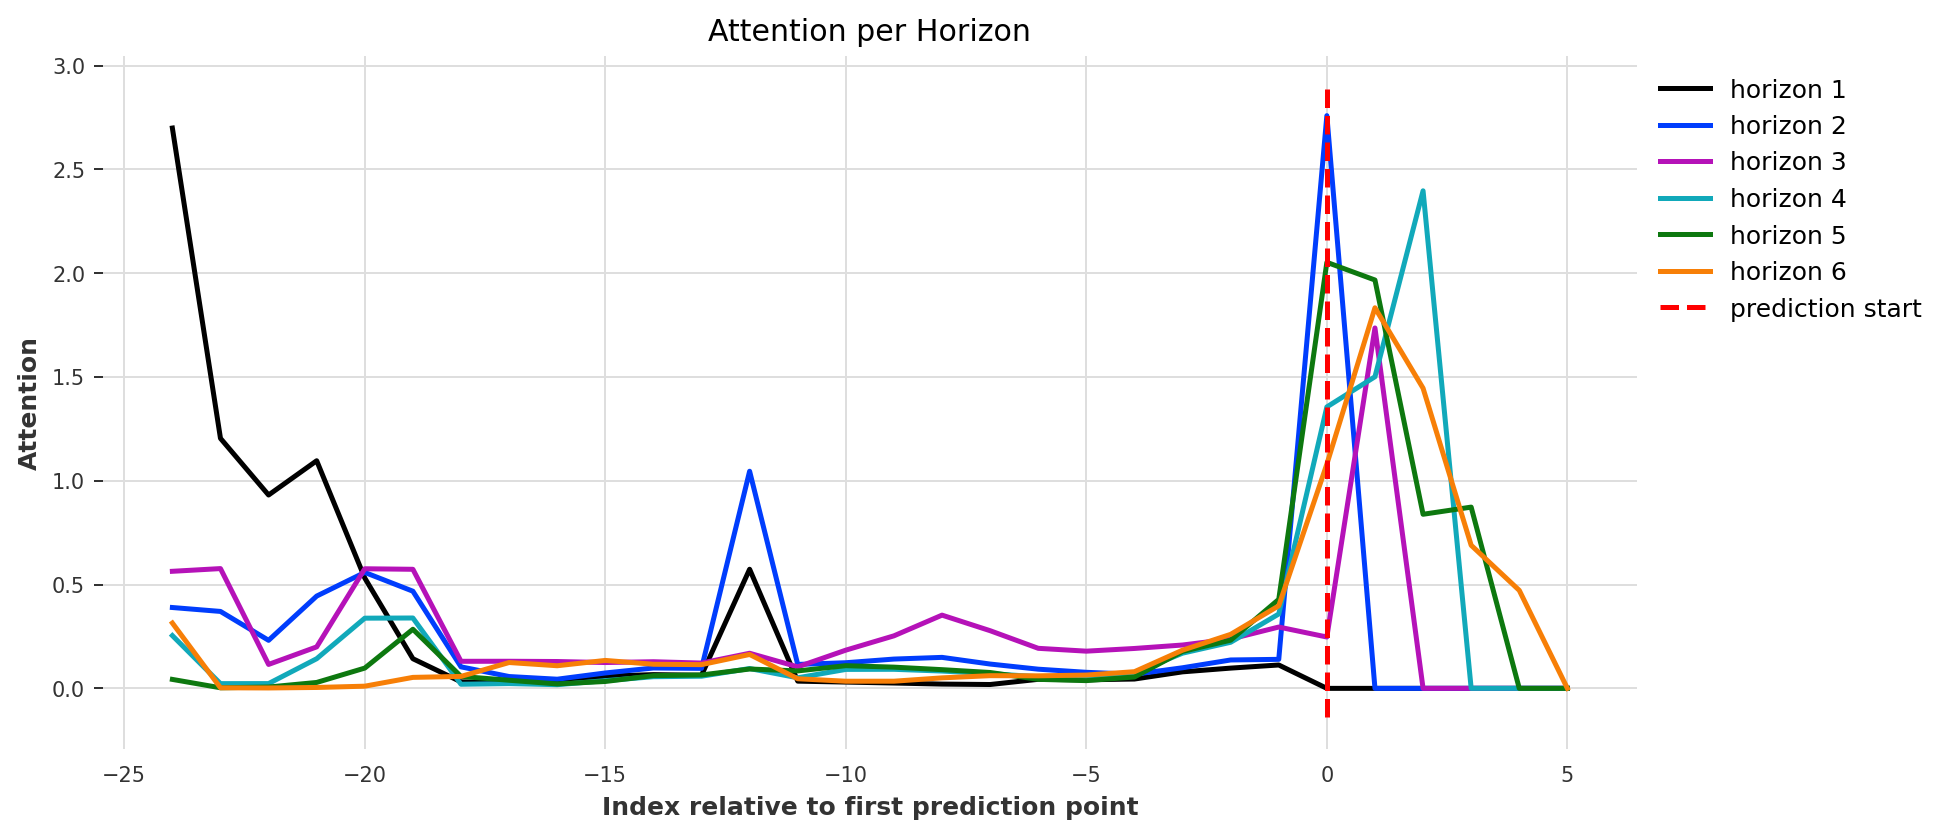 Attention per Horizon
3.0
2.5
2.0
1.5
1.0
0.5
0.0
Attention
−25
−20
−15
−10
−5
0
5
Index relative to first prediction point
horizon 1
horizon 2
horizon 3
horizon 4
horizon 5
horizon 6
prediction start